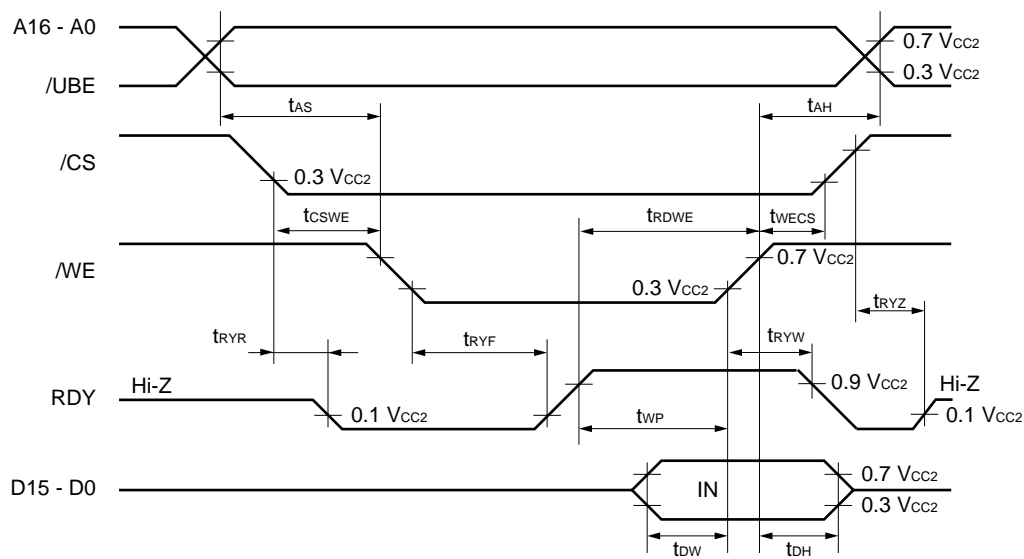 A16 - A0
0.7 VCC2
0.3 VCC2
/UBE
tAS
tAH
/CS
0.3 VCC2
tCSWE
tRDWE
tWECS
/WE
0.7 VCC2
0.3 VCC2
tRYZ
tRYR
tRYF
tRYW
Hi-Z
RDY
0.9 VCC2
Hi-Z
0.1 VCC2
0.1 VCC2
tWP
D15 - D0
IN
0.7 VCC2
0.3 VCC2
tDW
tDH